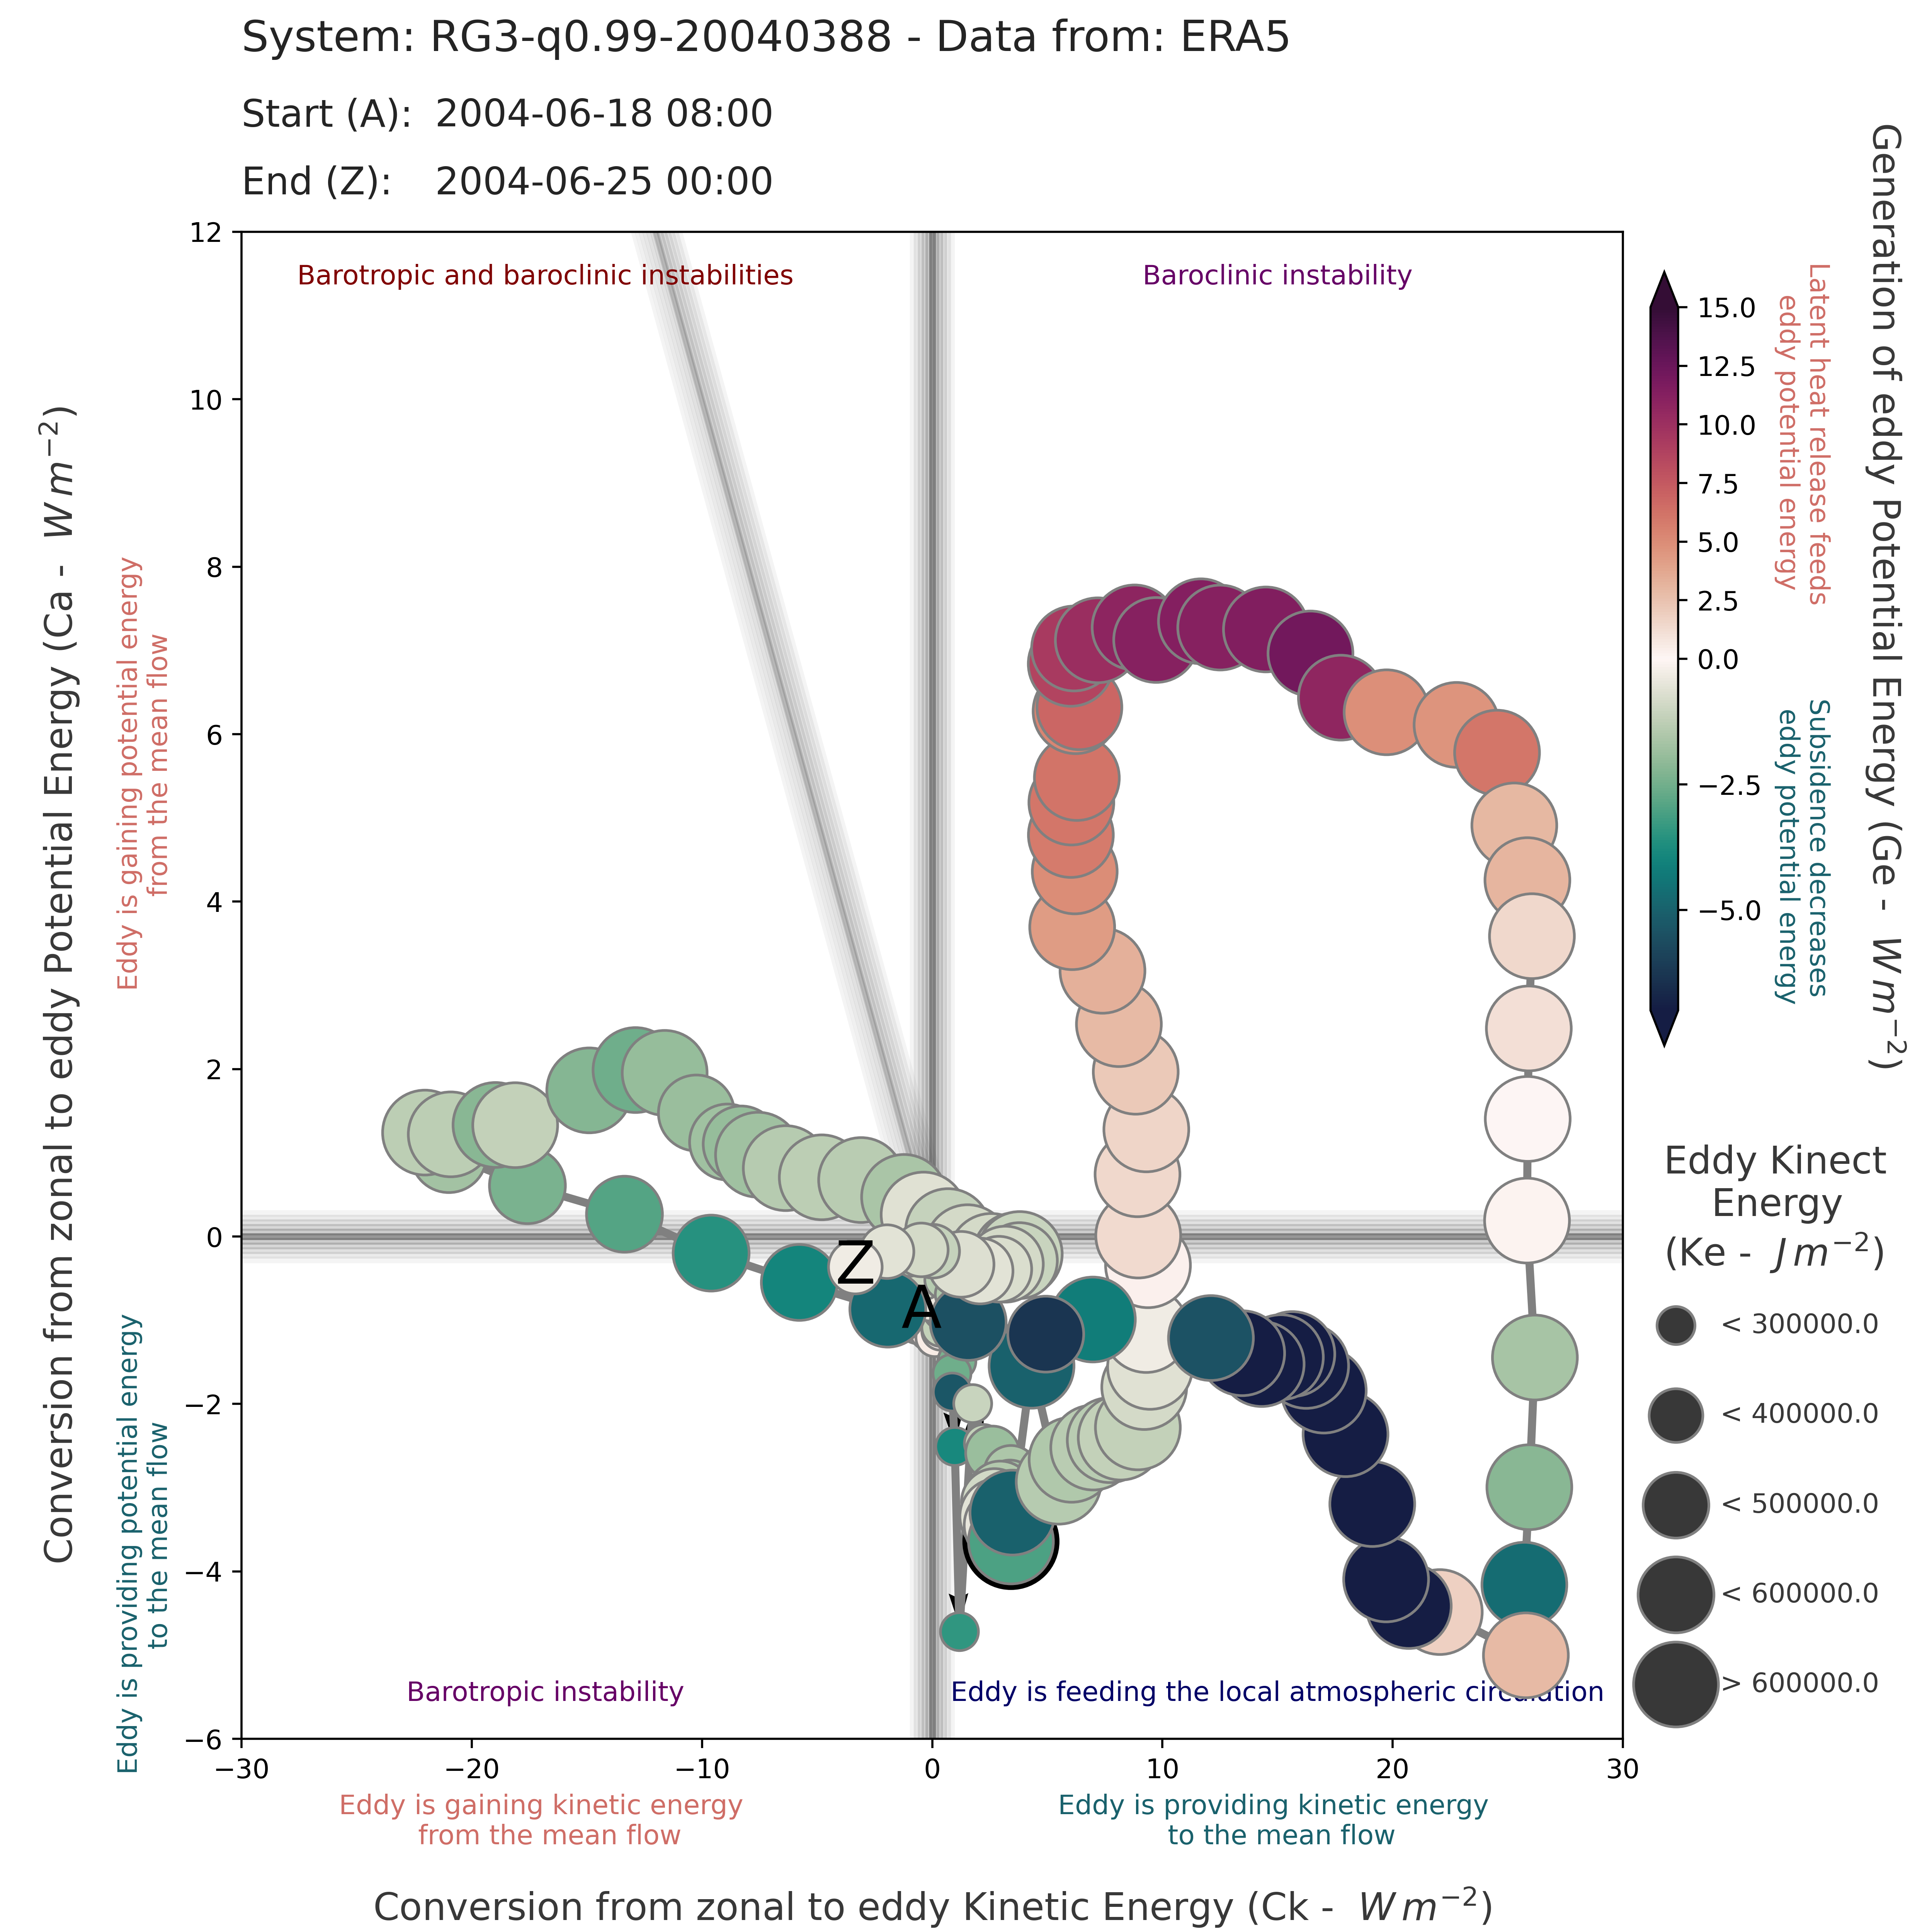 System: RG3-q0.99-20040388 - Data from: ERA5
Start (A): 2004-06-18 08:00
End (Z): 2004-06-25 00:00
Conversion from zonal to eddy Potential Energy (Ca - W m⁻²)
Eddy is gaining potential energy
from the mean flow
Eddy is providing potential energy
to the mean flow
12
10
8
6
4
2
0
−2
−4
−6
Barotropic and baroclinic instabilities
Baroclinic instability
Z
A
Barotropic instability
Eddy is feeding the local atmospheric circulation
−30
−20
−10
0
10
20
30
Eddy is gaining kinetic energy
from the mean flow
Eddy is providing kinetic energy
to the mean flow
Conversion from zonal to eddy Kinetic Energy (Ck - W m⁻²)
15.0
12.5
10.0
7.5
5.0
2.5
0.0
−2.5
−5.0
Latent heat release feeds
eddy potential energy
Subsidence decreases
eddy potential energy
Generation of eddy Potential Energy (Ge - W m⁻²)
Eddy Kinect
Energy
(Ke - J m⁻²)
< 300000.0
< 400000.0
< 500000.0
< 600000.0
> 600000.0